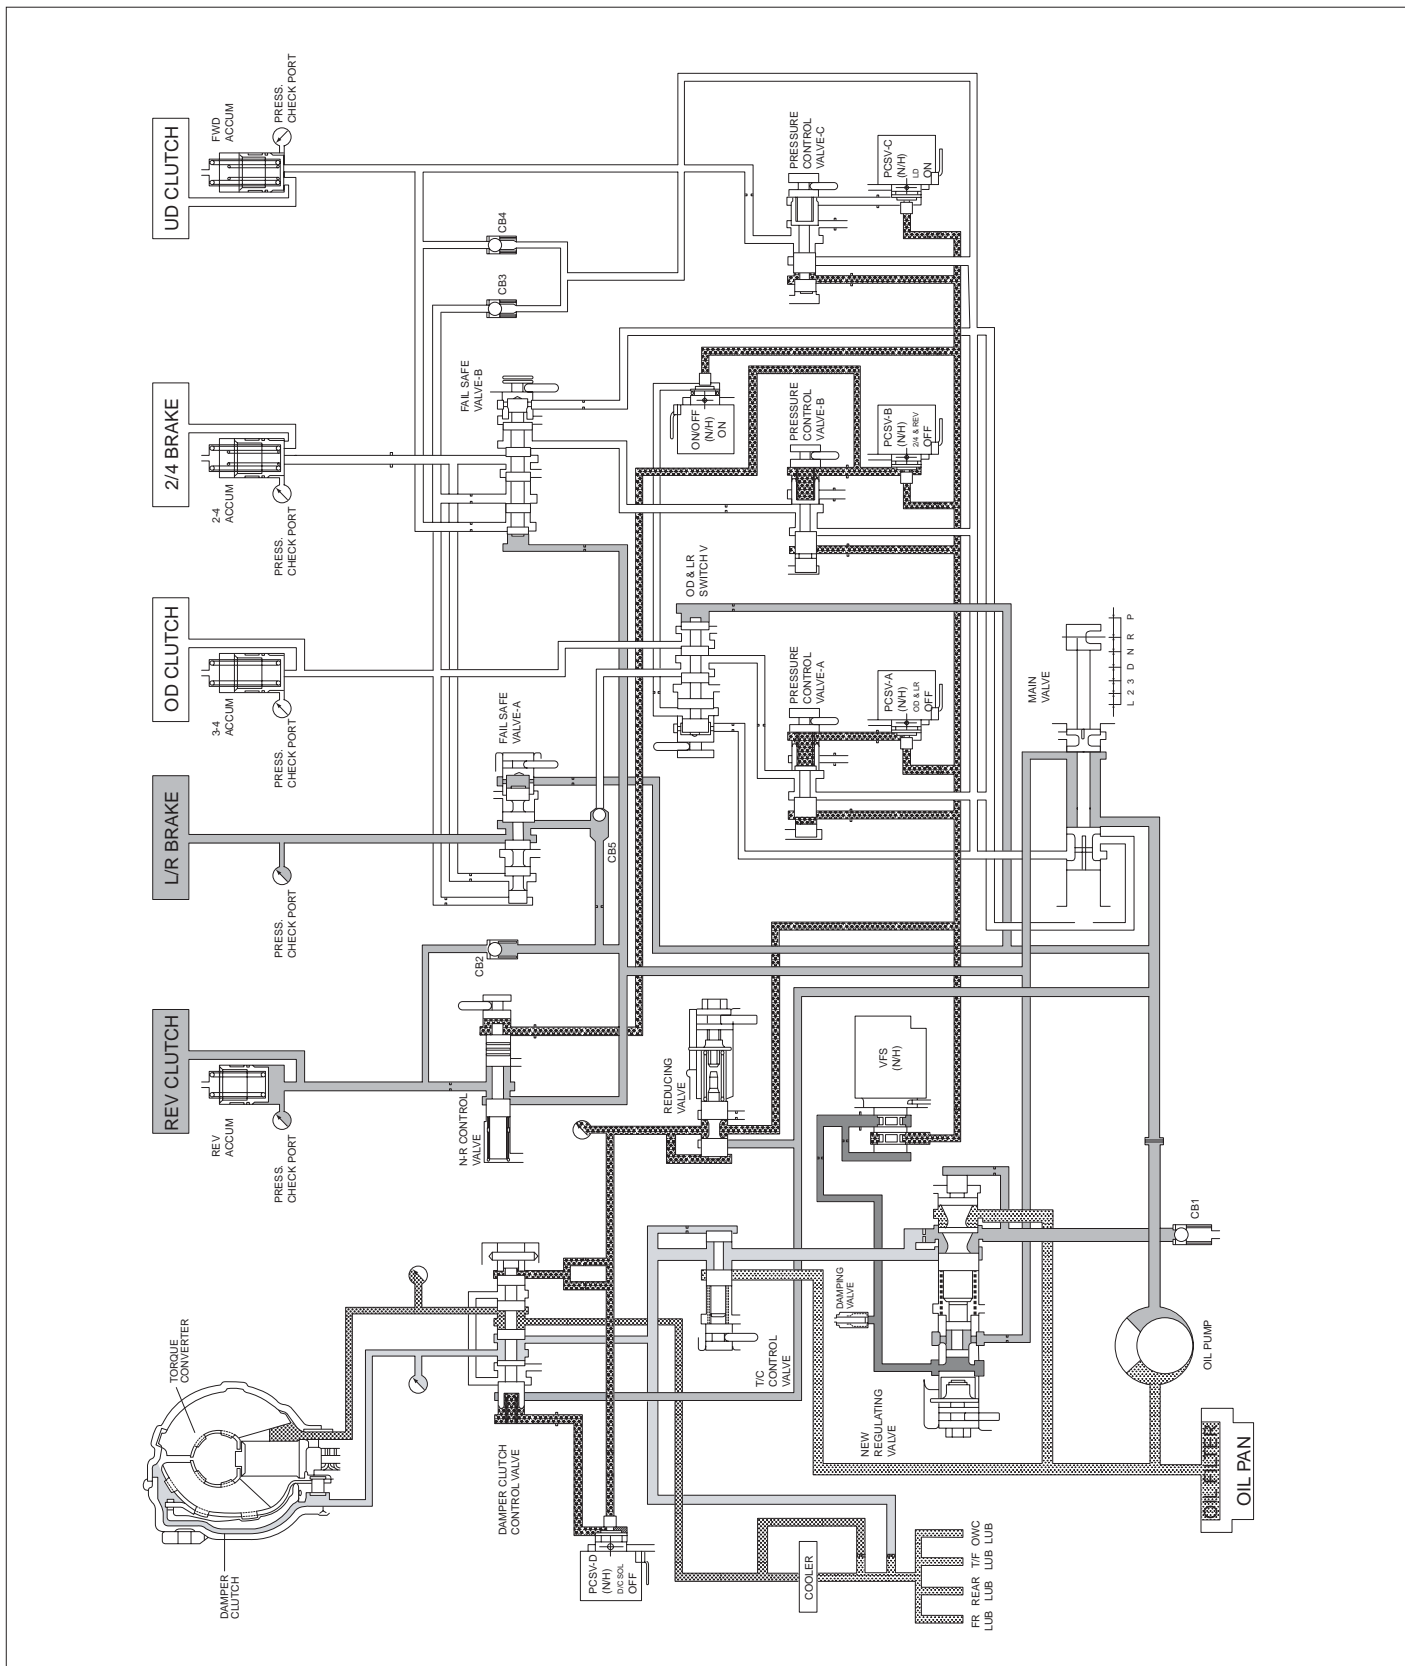 UD CLUTCH
FWD
ACCUM
PRESS.
CHECK PORT
2/4 BRAKE
2-4
ACCUM
PRESS.
CHECK PORT
OD CLUTCH
3-4
ACCUM
PRESS.
CHECK PORT
L/R BRAKE
PRESS.
CHECK PORT
REV CLUTCH
REV
ACCUM
PRESS.
CHECK PORT
TORQUE
CONVERTER
DAMPER
CLUTCH
CB4
CB3
FAIL SAFE
VALVE-B
FAIL SAFE
VALVE-A
CB5
CB2
N-R CONTROL
VALVE
DAMPER CLUTCH
CONTROL VALVE
PCSV-D
(N/H)
D/C SOL
OFF
ON/OFF
(N/H)
ON
OD & LR
SWITCH V
REDUCING
VALVE
T/C
CONTROL
VALVE
COOLER
PRESSURE
CONTROL
VALVE-C
PCSV-C
(N/H)
LD
ON
PRESSURE
CONTROL
VALVE-B
PCSV-B
(N/H)
2/4 & REV
OFF
PRESSURE
CONTROL
VALVE-A
PCSV-A
(N/H)
OD & LR
OFF
VFS
(N/H)
DAMPING
VALVE
NEW
REGULATING
VALVE
FR
LUB
REAR
LUB
T/F
LUB
OWC
LUB
MAIN
VALVE
L 2 3 D N R P
CB1
OIL PUMP
OIL FILTER
OIL PAN